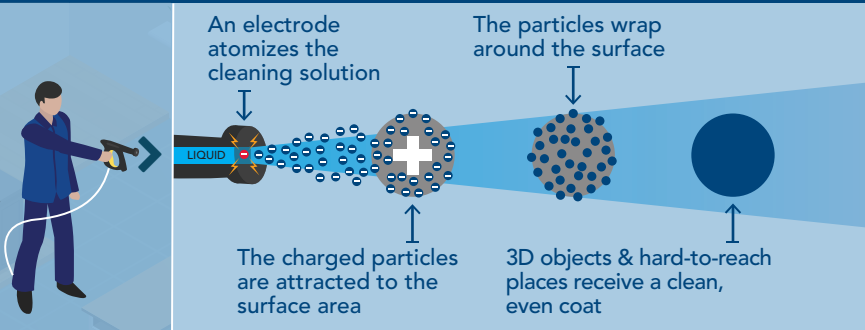 An electrode
atomizes the
cleaning solution
The particles wrap
around the surface
LIQUID
The charged particles
are attracted to the
surface area
3D objects & hard-to-reach
places receive a clean,
even coat